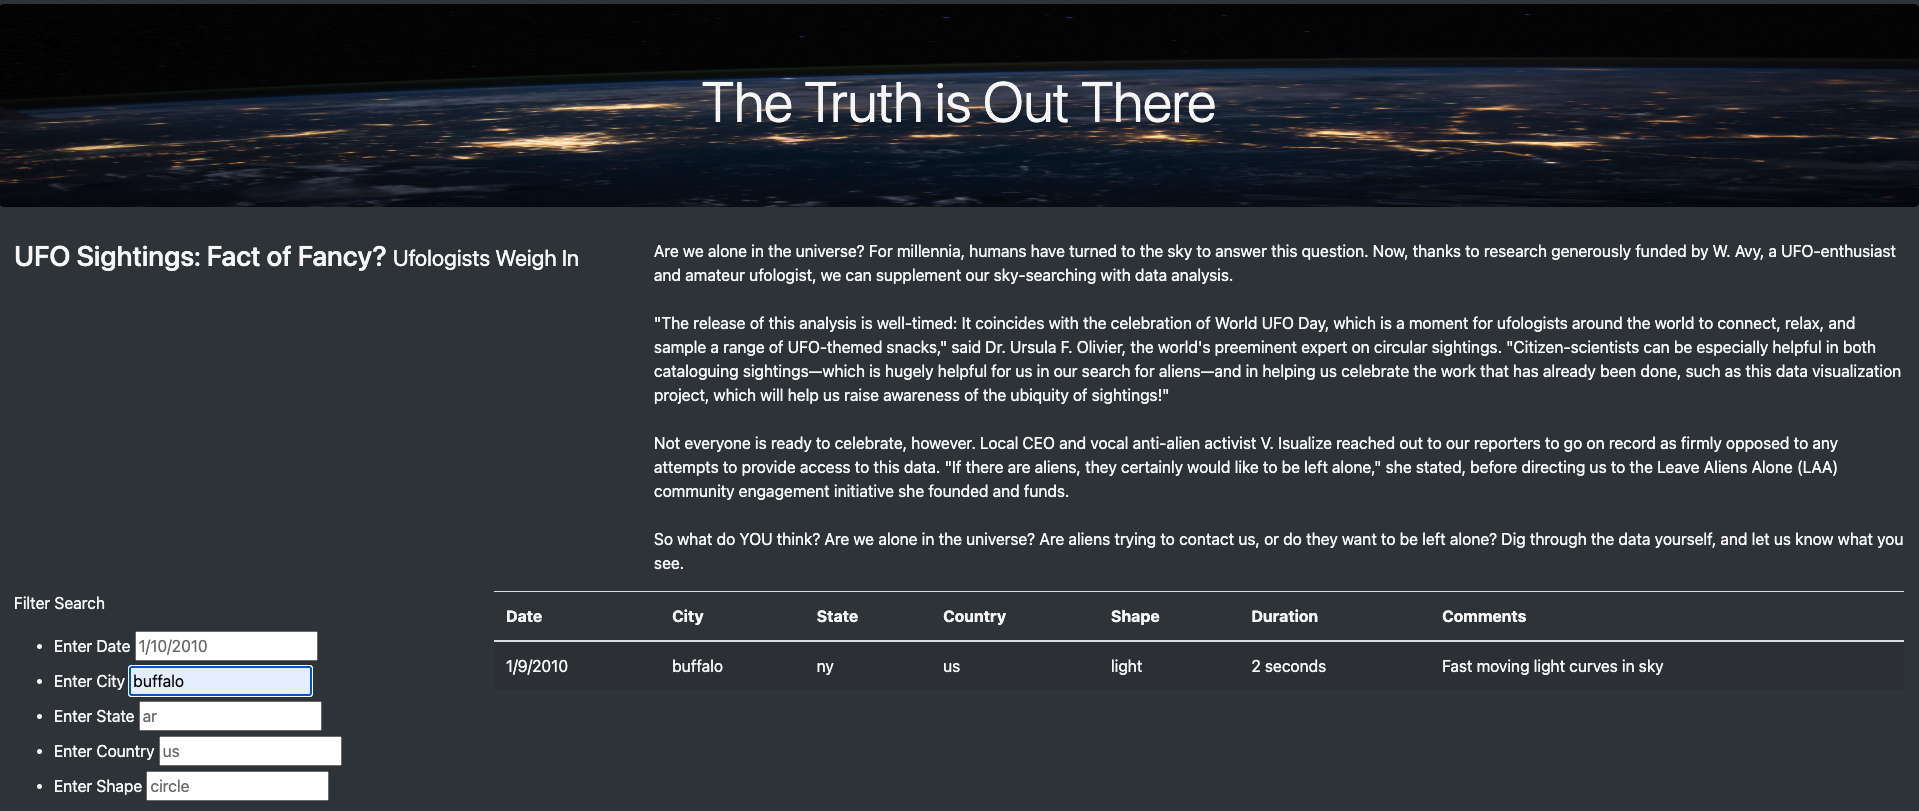 The Truth is Out There
UFO Sightings: Fact of Fancy? Ufologists Weigh In
Are we alone in the universe? For millennia, humans have turned to the sky to answer this question. Now, thanks to research generously funded by W. Avy, a UFO-enthusiast
and amateur ufologist, we can supplement our sky-searching with data analysis.
"The release of this analysis is well-timed: It coincides with the celebration of World UFO Day, which is a moment for ufologists around the world to connect, relax, and
sample a range of UFO-themed snacks," said Dr. Ursula F. Olivier, the world's preeminent expert on circular sightings. "Citizen-scientists can be especially helpful in both
cataloguing sightings—which is hugely helpful for us in our search for aliens—and in helping us celebrate the work that has already been done, such as this data visualization
project, which will help us raise awareness of the ubiquity of sightings!"
Not everyone is ready to celebrate, however. Local CEO and vocal anti-alien activist V. Isualize reached out to our reporters to go on record as firmly opposed to any
attempts to provide access to this data. "If there are aliens, they certainly would like to be left alone," she stated, before directing us to the Leave Aliens Alone (LAA)
community engagement initiative she founded and funds.
So what do YOU think? Are we alone in the universe? Are aliens trying to contact us, or do they want to be left alone? Dig through the data yourself, and let us know what you
see.
Filter Search
Enter Date 1/10/2010
Enter City buffalo
Enter State ar
Enter Country us
Enter Shape circle
Date City State Country Shape Duration Comments
1/9/2010 buffalo ny us light 2 seconds Fast moving light curves in sky